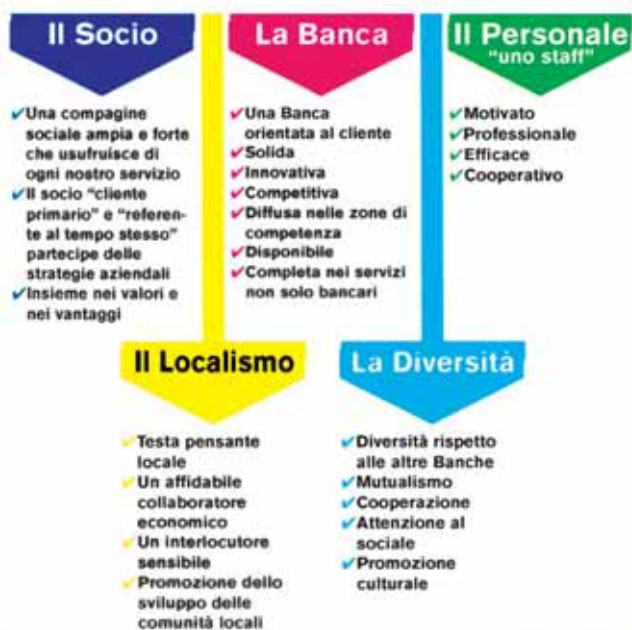 Il Socio
Una compagine
sociale ampia e forte
che usufruisce di
ogni nostro servizio
Il socio "cliente
primario" e "referen-
te al tempo stesso"
partecipe delle
strategie aziendali
Insieme nei valori e
nei vantaggi
La Banca
Una Banca
orientata al cliente
Solida
Innovativa
Competitiva
Diffusa nelle zone di
competenza
Disponibile
Completa nei servizi
non solo bancari
Il Personale
"uno staff"
Motivato
Professionale
Efficace
Cooperativo
Il Localismo
Testa pensante
locale
Un affidabile
collaboratore
economico
Un interlocutore
sensibile
Promozione dello
sviluppo delle
comunità locali
La Diversità
Diversità rispetto
alle altre Banche
Mutualismo
Cooperazione
Attenzione al
sociale
Promozione
culturale